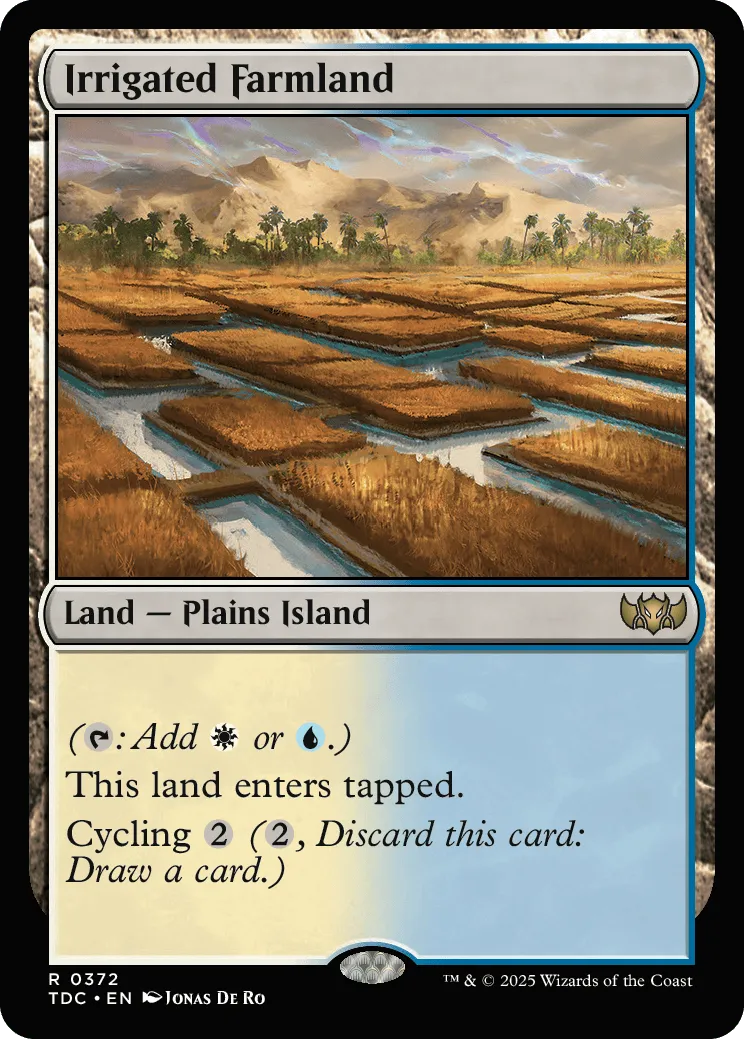 Irrigated Farmland
Land — Plains Island
(: Add or .)
This land enters tapped.
Cycling 2 (2, Discard this card:
Draw a card.)
R 0372
TDC • EN Jonas De Ro
™ & © 2025 Wizards of the Coast